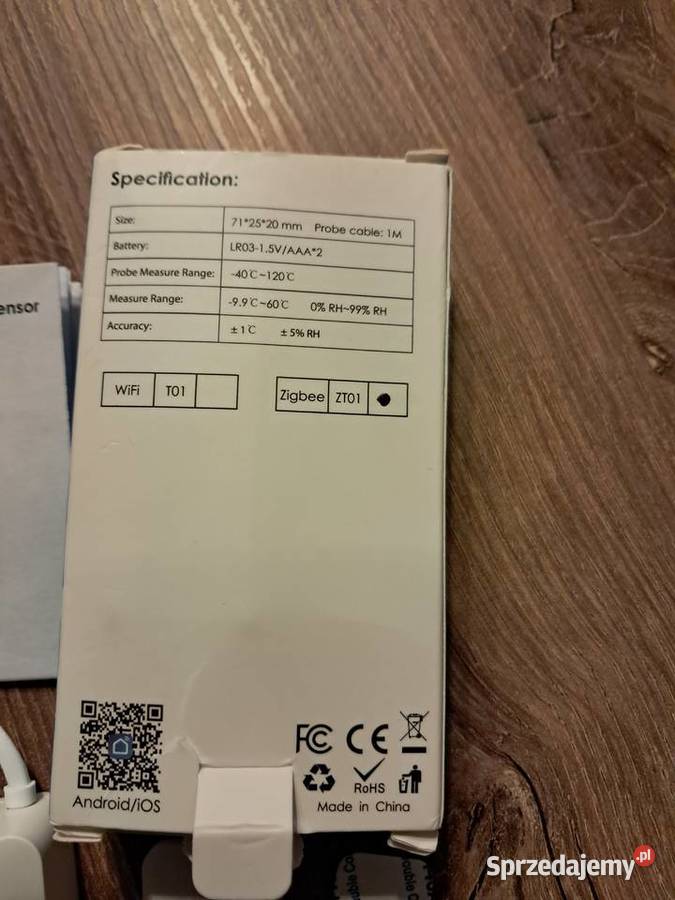 Specification:
Size: 71*25*20 mm Probe cable: 1M
Battery: LR03-1.5V/AAA*2
Probe Measure Range: -40℃~120℃
Measure Range: -9.9℃~60℃ 0% RH~99% RH
Accuracy: ±1℃ ±5% RH
WiFi T01
Zigbee ZT01
ensor
FC CE
RoHS
Android/iOS
Made in China
Sprzedajemy.pl